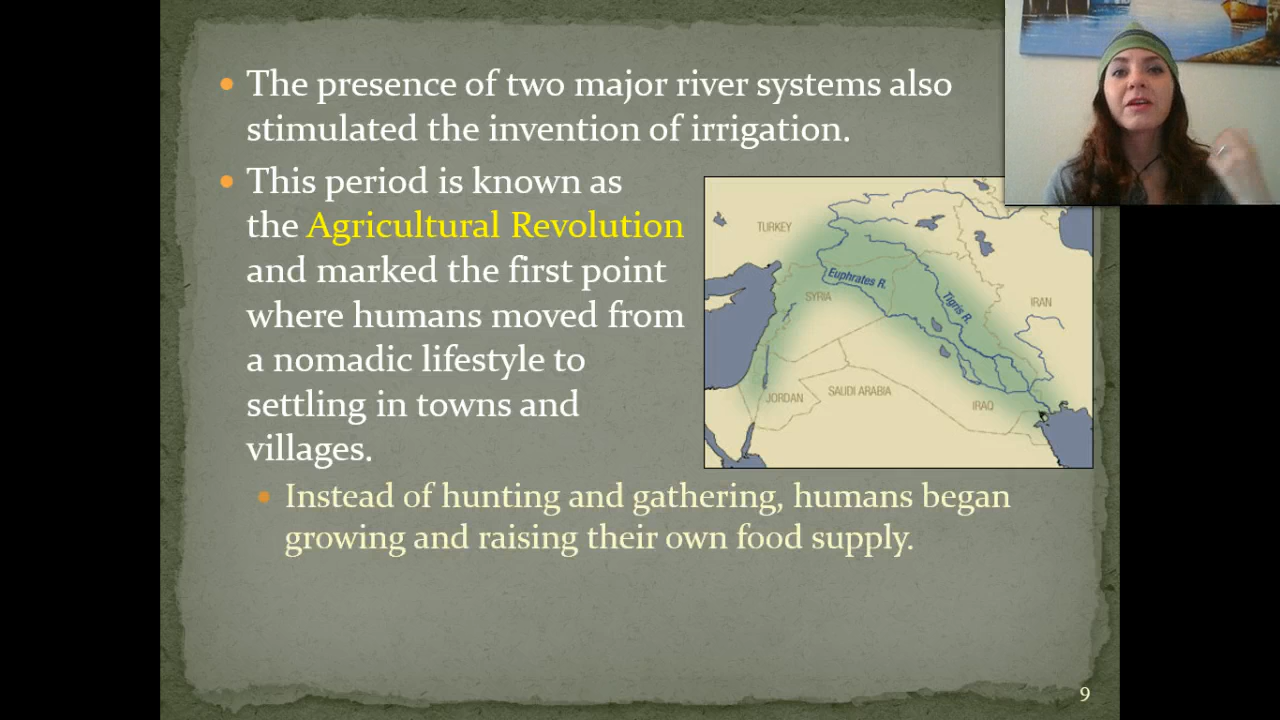 • The presence of two major river systems also
stimulated the invention of irrigation.
• This period is known as
the Agricultural Revolution
and marked the first point
where humans moved from
a nomadic lifestyle to
settling in towns and
villages.
TURKEY
Euphrates R.
SYRIA
Tigris R.
IRAN
JORDAN
SAUDI ARABIA
IRAQ
• Instead of hunting and gathering, humans began
growing and raising their own food supply.
9